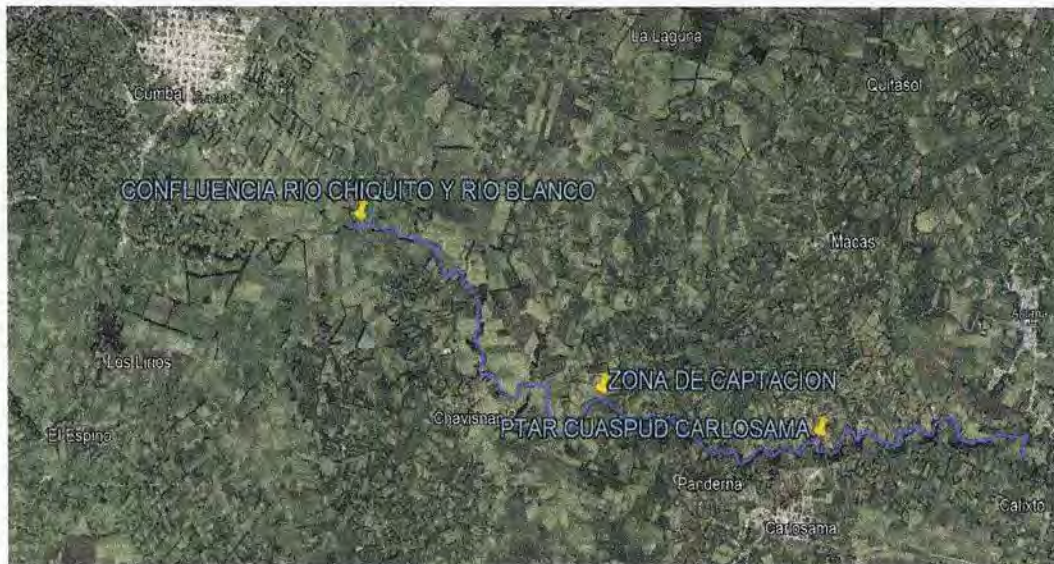 La Laguna
Cumbal
Quitasol
CONFLUENCIA RIO CHIQUITO Y RIO BLANCO
Macas
Los Lirios
ZONA DE CAPTACION
Chavisnan
PTAR CUASPUD CARLOSAMA
El Espino
Panderna
Calixto
Carlosama